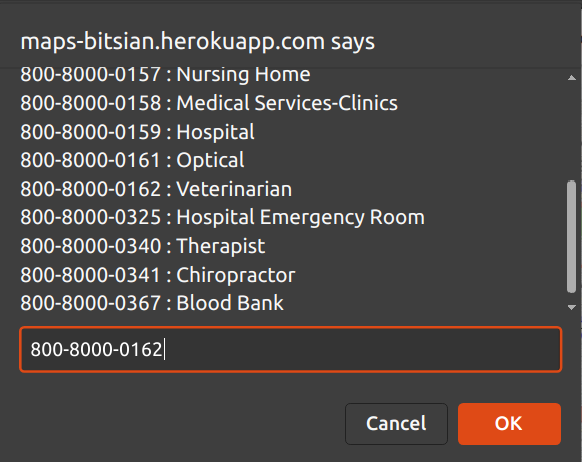 maps-bitsian.herokuapp.com says
800-8000-0157 : Nursing Home
800-8000-0158 : Medical Services-Clinics
800-8000-0159 : Hospital
800-8000-0161 : Optical
800-8000-0162 : Veterinarian
800-8000-0325 : Hospital Emergency Room
800-8000-0340 : Therapist
800-8000-0341 : Chiropractor
800-8000-0367 : Blood Bank
800-8000-0162
Cancel OK